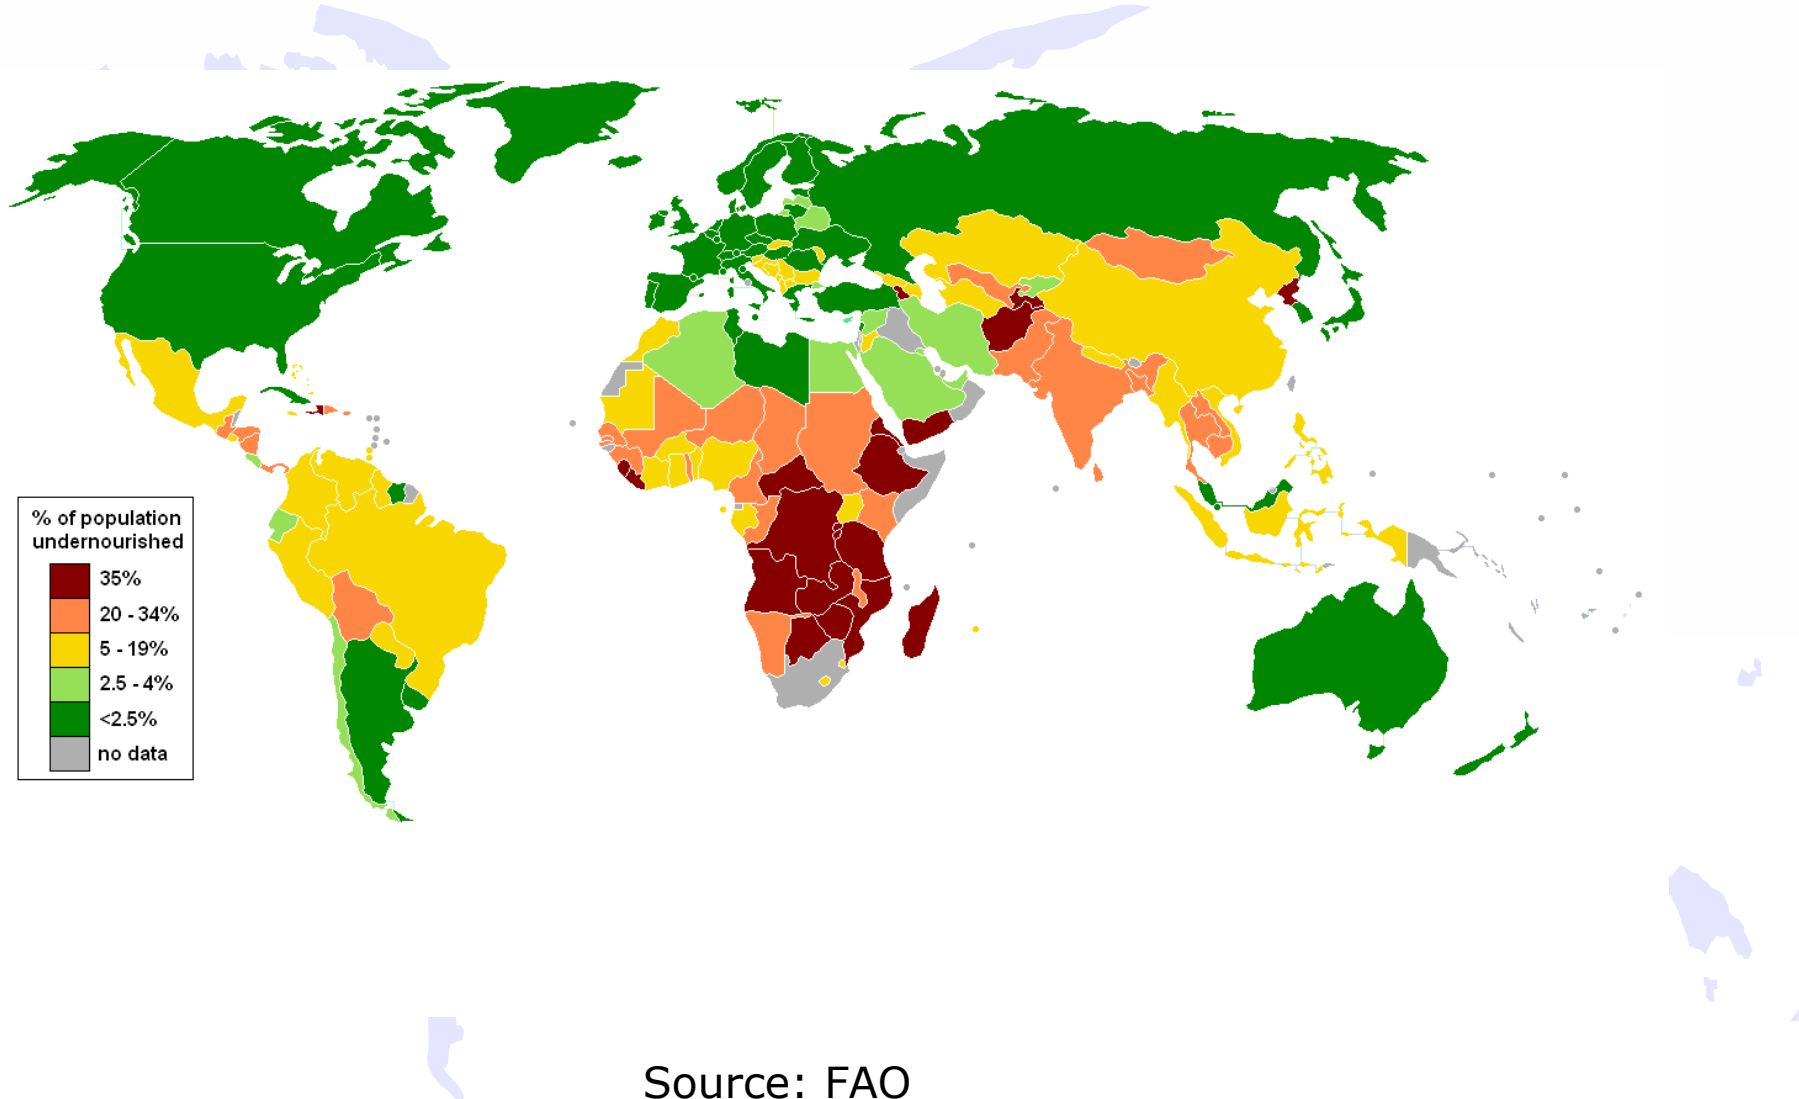 % of population
undernourished
35%
20 - 34%
5 - 19%
2.5 - 4%
<2.5%
no data
Source: FAO